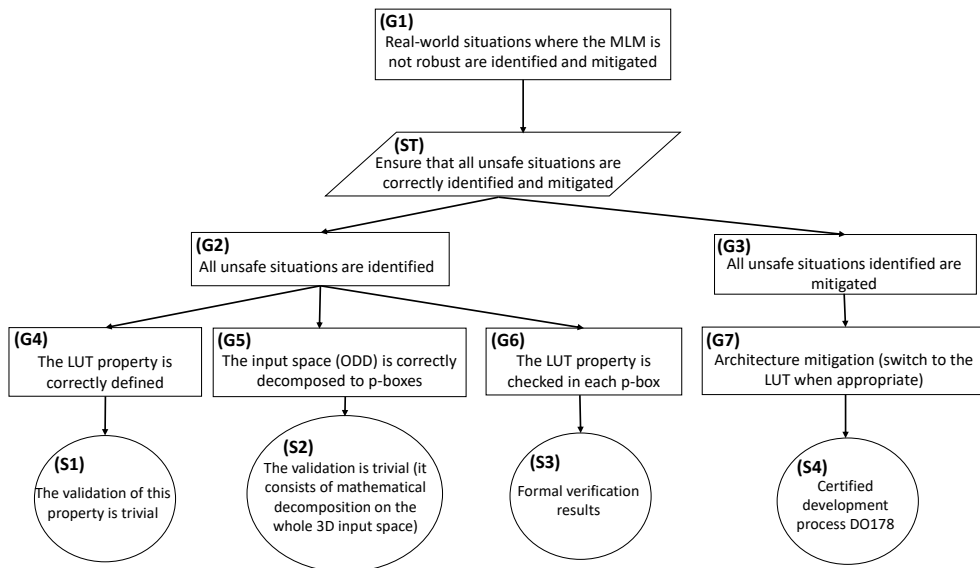 (G1)
Real-world situations where the MLM is
not robust are identified and mitigated
(ST)
Ensure that all unsafe situations are
correctly identified and mitigated
(G2)
All unsafe situations are identified
(G3)
All unsafe situations identified are
mitigated
(G4)
The LUT property is
correctly defined
(G5)
The input space (ODD) is correctly
decomposed to p-boxes
(G6)
The LUT property is
checked in each p-box
(G7)
Architecture mitigation (switch to the
LUT when appropriate)
(S1)
The validation of this
property is trivial
(S2)
The validation is trivial (it
consists of mathematical
decomposition on the
whole 3D input space)
(S3)
Formal verification
results
(S4)
Certified
development
process DO178